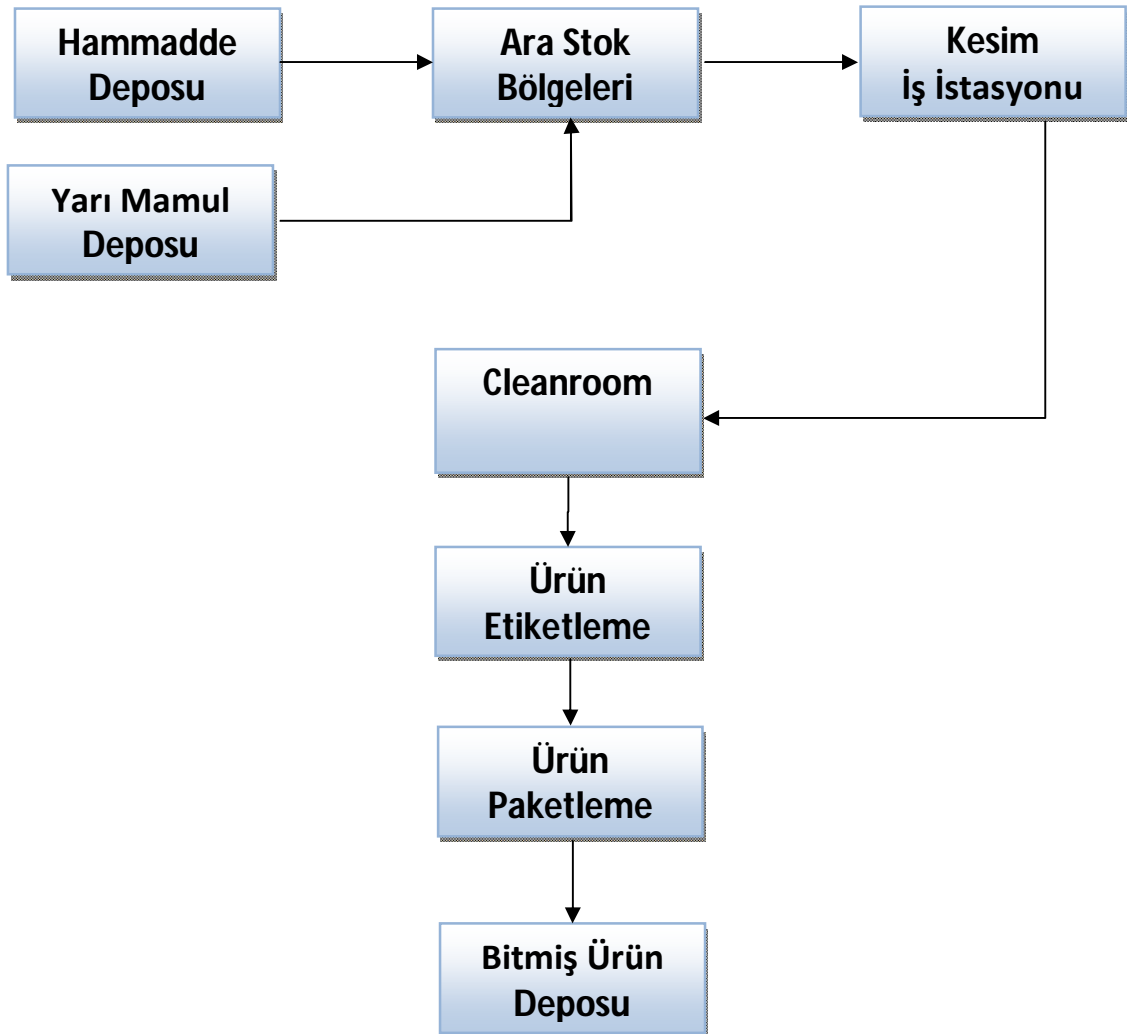 Hammadde
Deposu
Ara Stok
Bölgeleri
Kesim
İş İstasyonu
Yarı Mamul
Deposu
Cleanroom
Ürün
Etiketleme
Ürün
Paketleme
Bitmiş Ürün
Deposu